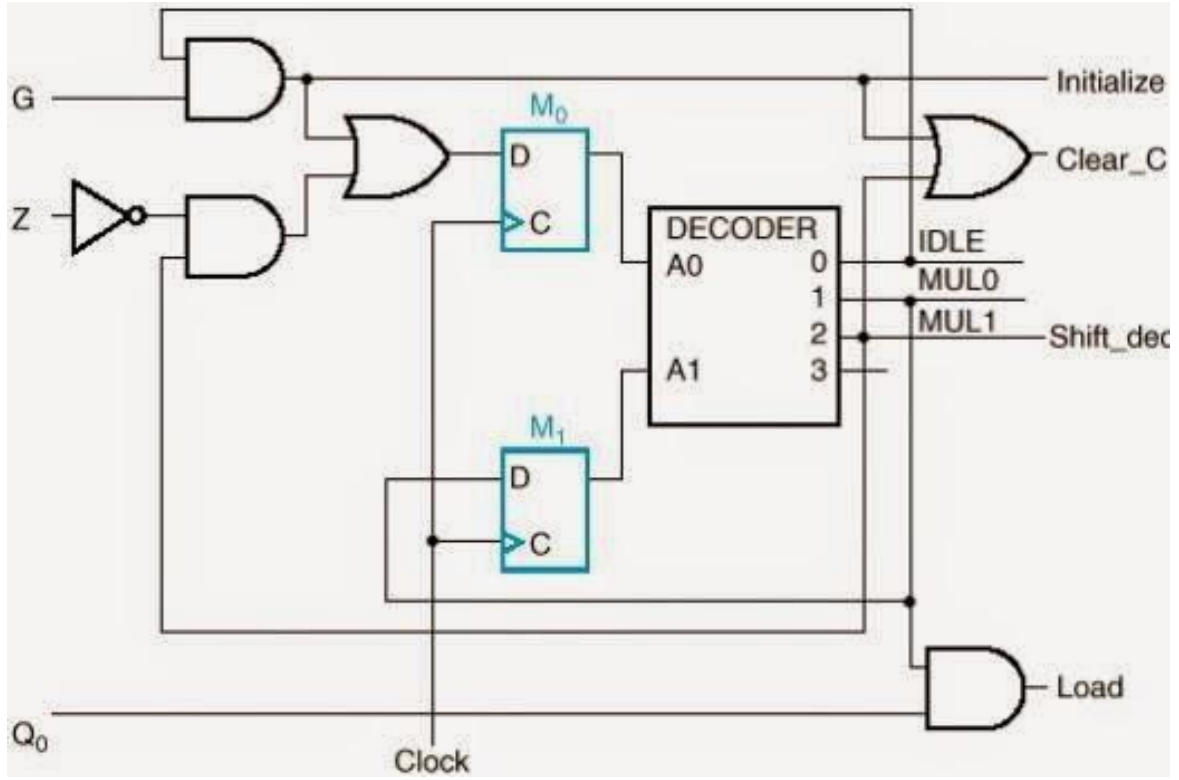 G
Initialize
M₀
D
Clear_C
Z
C
DECODER
IDLE
A0
0
MUL0
1
MUL1
2
Shift_dec
A1
3
M₁
D
C
Load
Q₀
Clock